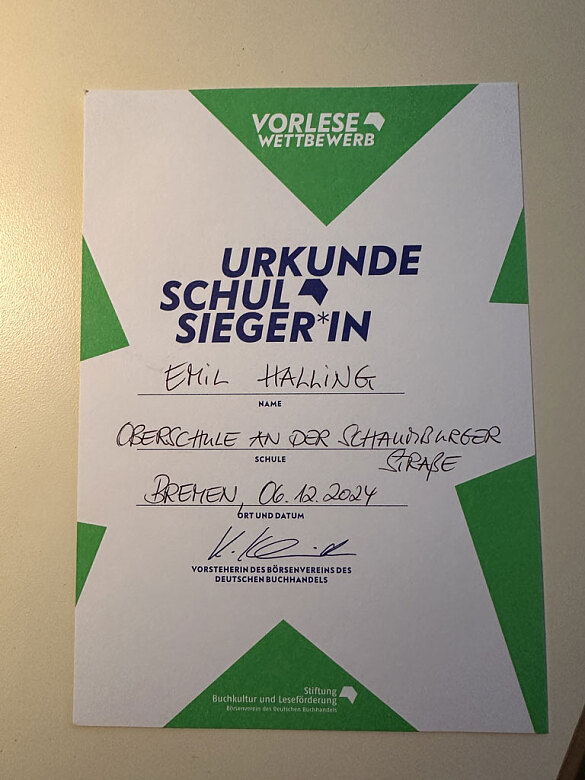 VORLESE
WETTBEWERB
URKUNDE
SCHUL
SIEGER*IN
EMIL HALLING
NAME
OBERSCHULE AN DER SCHAUMBURGER
STRAßE
SCHULE
BREMEN, 06.12.2024
ORT UND DATUM
VORSTEHERIN DES BÖRSENVEREINS DES
DEUTSCHEN BUCHHANDELS
Stiftung
Buchkultur und Leseförderung
Börsenverein des Deutschen Buchhandels